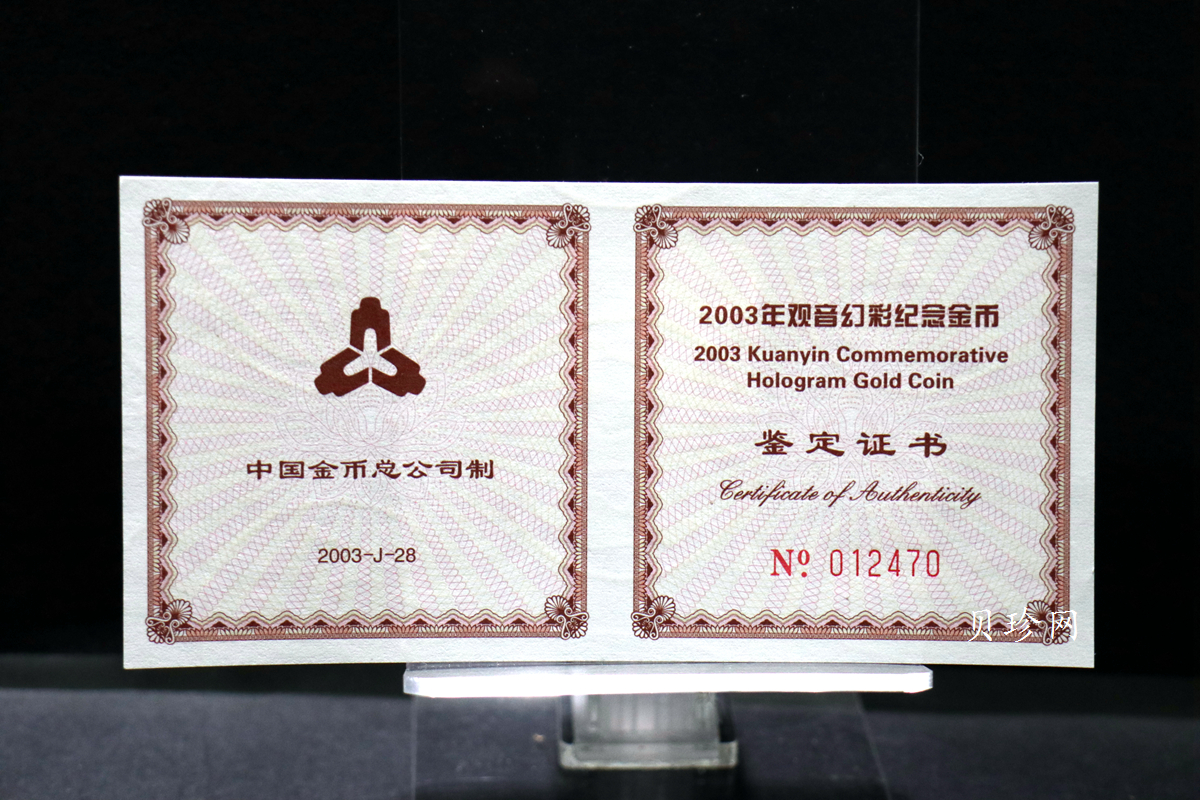 中国金币总公司制
2003-J-28
2003年观音幻彩纪念金币
2003 Kuanyin Commemorative
Hologram Gold Coin
鉴定证书
Certificate of Authenticity
Nº 012470
贝珍网